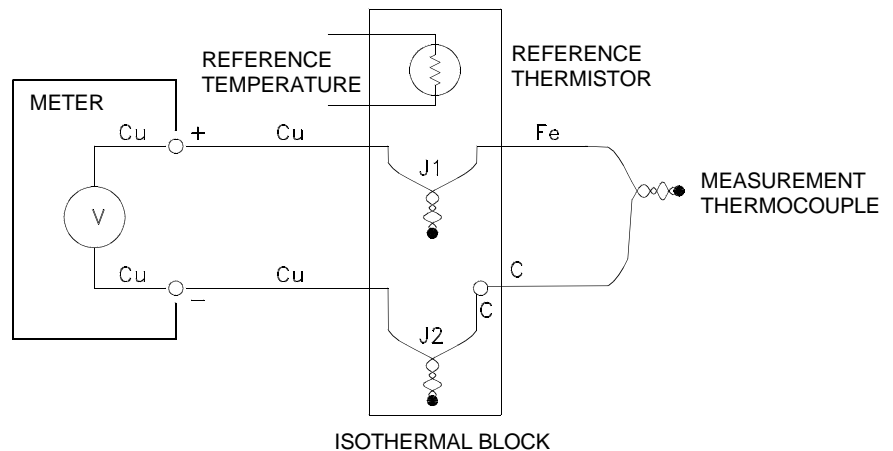 REFERENCE
TEMPERATURE
REFERENCE
THERMISTOR
METER
Cu
+
Cu
Fe
J1
V
MEASUREMENT
THERMOCOUPLE
Cu
−
Cu
C
C
J2
ISOTHERMAL BLOCK